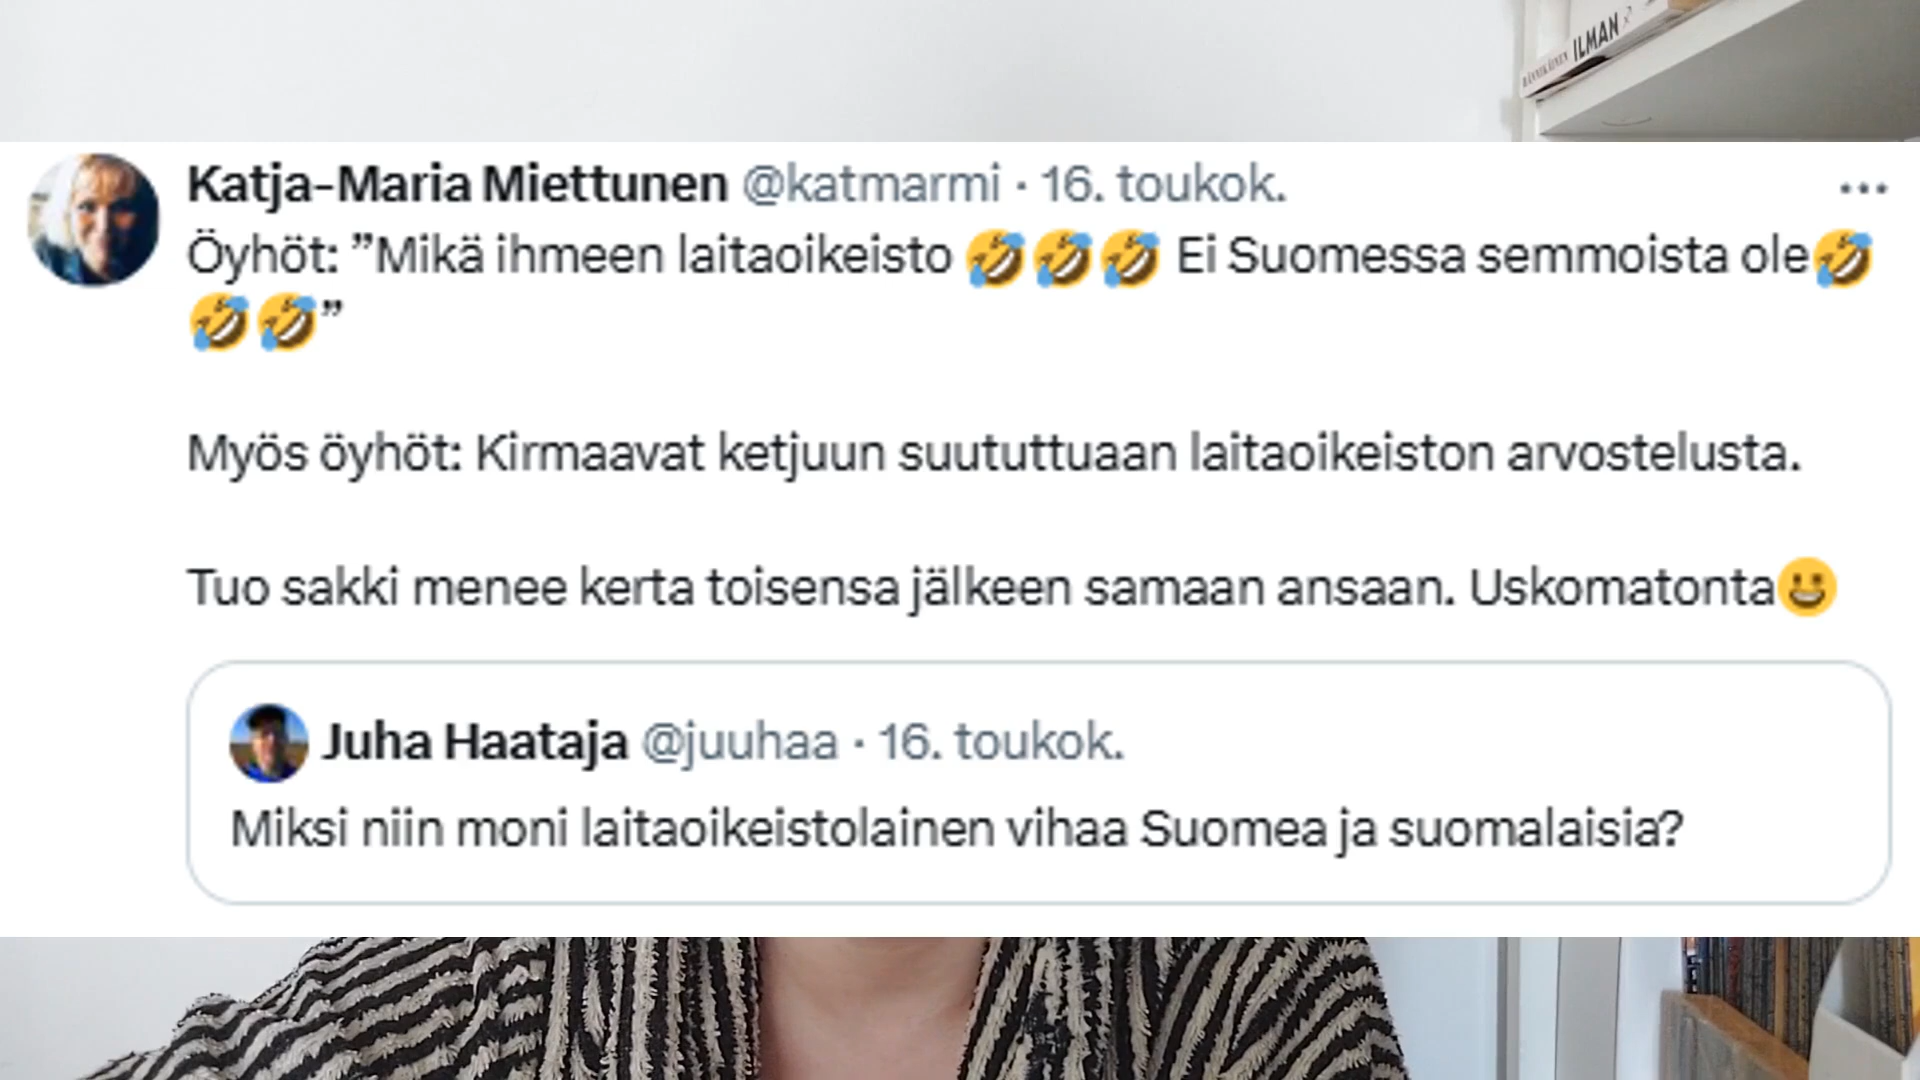 ILMAN
Katja-Maria Miettunen @katmarmi · 16. toukok.
Öyhöt: ”Mikä ihmeen laitaoikeisto 🤣🤣🤣 Ei Suomessa semmoista ole🤣
🤣🤣”
Myös öyhöt: Kirmaavat ketjuun suututtuaan laitaoikeiston arvostelusta.
Tuo sakki menee kerta toisensa jälkeen samaan ansaan. Uskomatonta😃
Juha Haataja @juuhaa · 16. toukok.
Miksi niin moni laitaoikeistolainen vihaa Suomea ja suomalaisia?